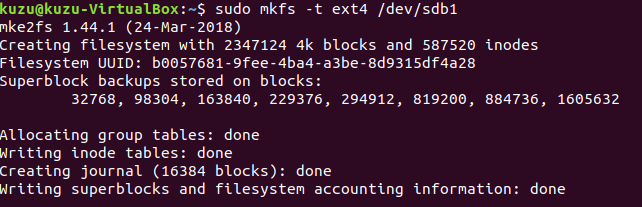 kuzu@kuzu-VirtualBox:~$ sudo mkfs -t ext4 /dev/sdb1
mke2fs 1.44.1 (24-Mar-2018)
Creating filesystem with 2347124 4k blocks and 587520 inodes
Filesystem UUID: b0057681-9fee-4ba4-a3be-8d9315df4a28
Superblock backups stored on blocks:
        32768, 98304, 163840, 229376, 294912, 819200, 884736, 1605632

Allocating group tables: done
Writing inode tables: done
Creating journal (16384 blocks): done
Writing superblocks and filesystem accounting information: done